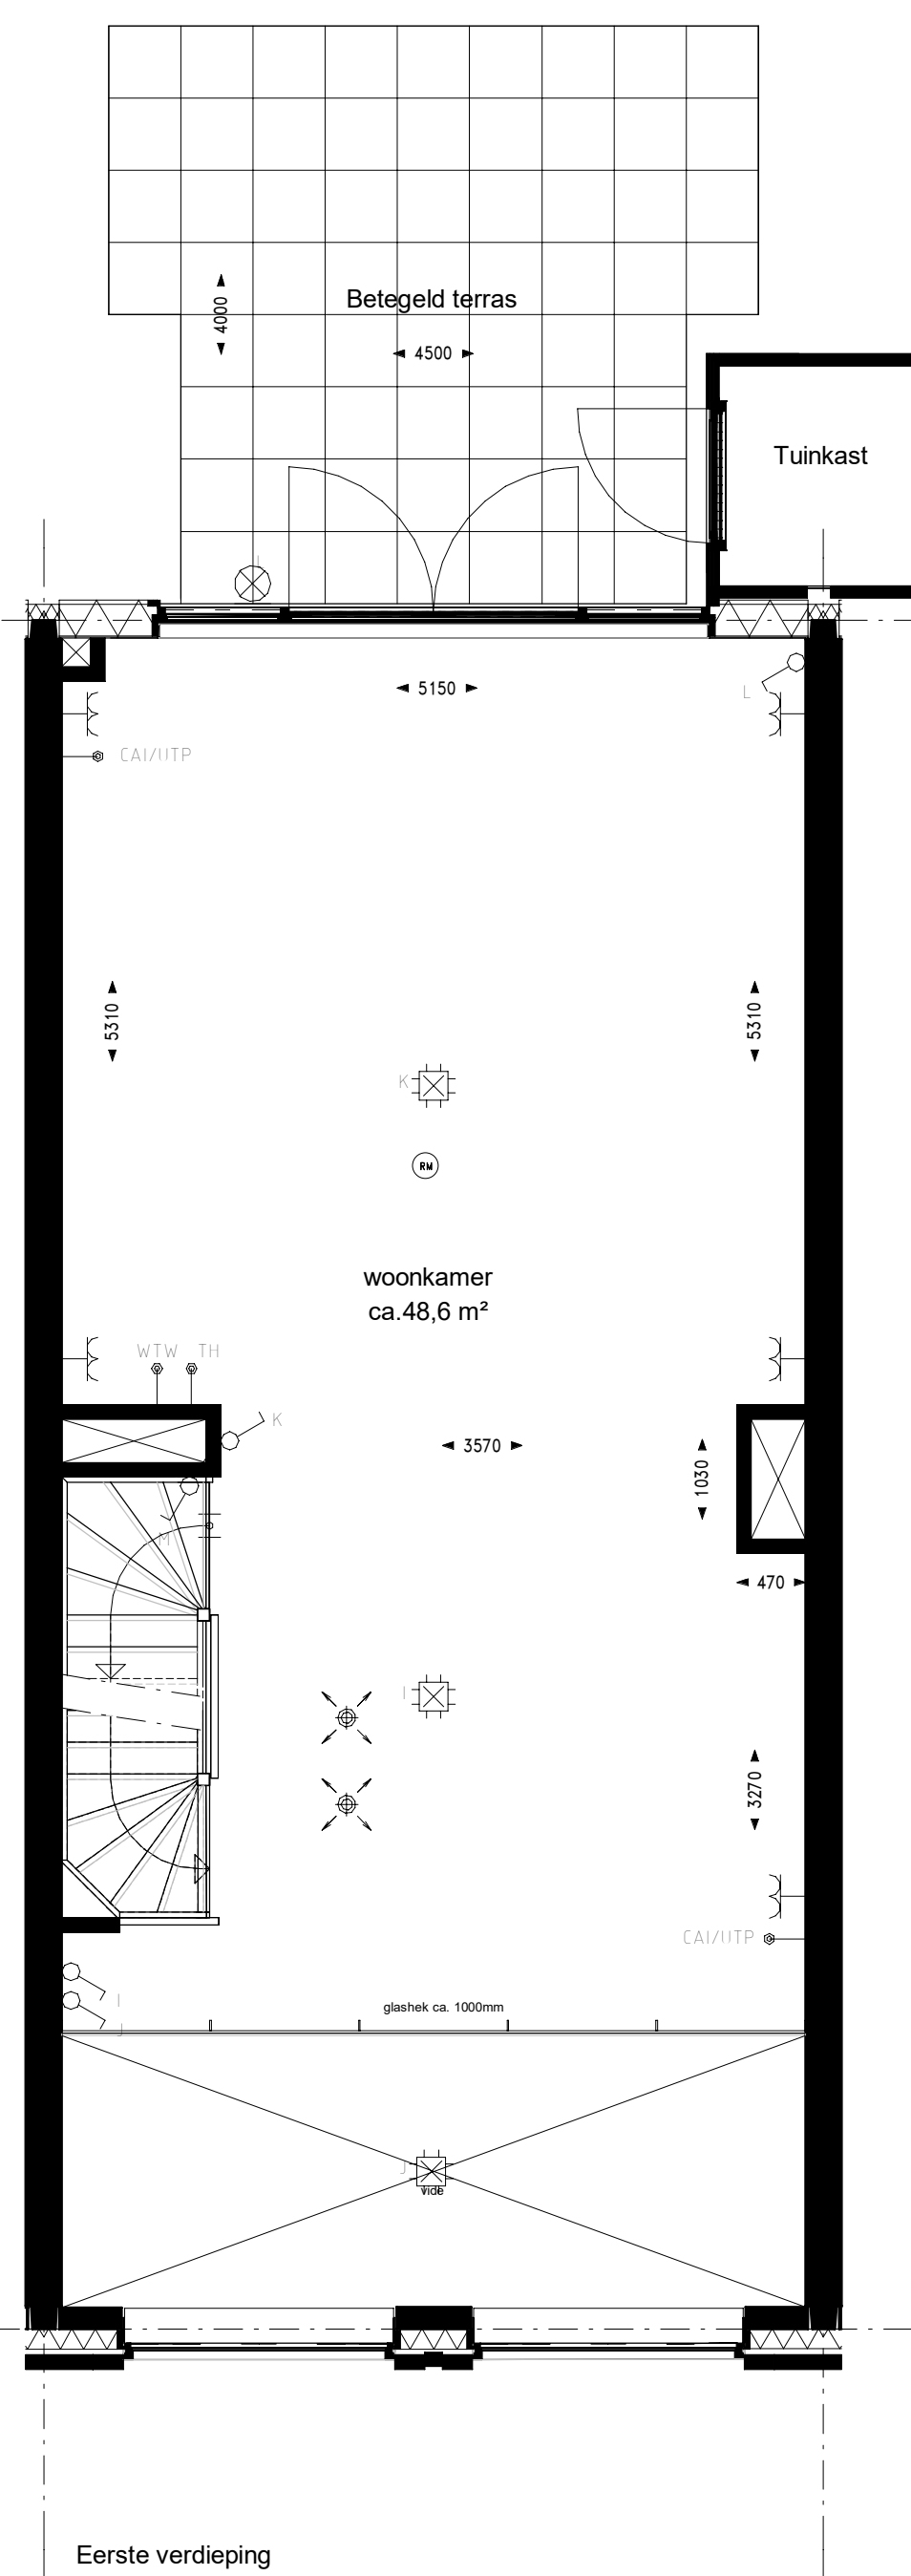 4000
Betegeld terras
4500
Tuinkast
L
5150
L
CAI/UTP
5310
5310
K
RM
woonkamer
ca.48,6 m²
WTW TH
K
3570
1030
M
470
I
3270
CAI/UTP
I
glashek ca. 1000mm
J
J
vide
Eerste verdieping